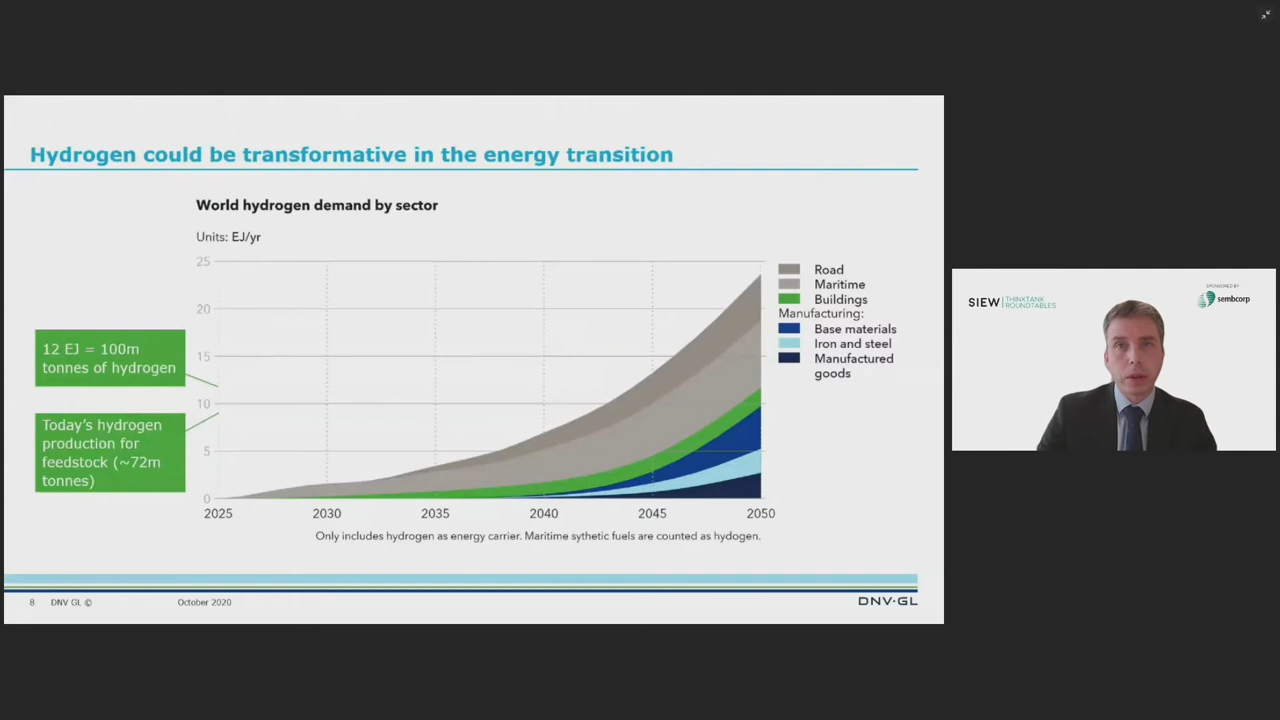 Hydrogen could be transformative in the energy transition
World hydrogen demand by sector
Units: EJ/yr
25
20
15
10
5
0
2025
2030
2035
2040
2045
2050
12 EJ = 100m
tonnes of hydrogen
Today's hydrogen
production for
feedstock (~72m
tonnes)
Road
Maritime
Buildings
Manufacturing:
Base materials
Iron and steel
Manufactured
goods
Only includes hydrogen as energy carrier. Maritime sythetic fuels are counted as hydogen.
8 DNV GL © October 2020
DNV·GL
SIEW THINKTANK
ROUNDTABLES
SPONSORED BY
sembcorp